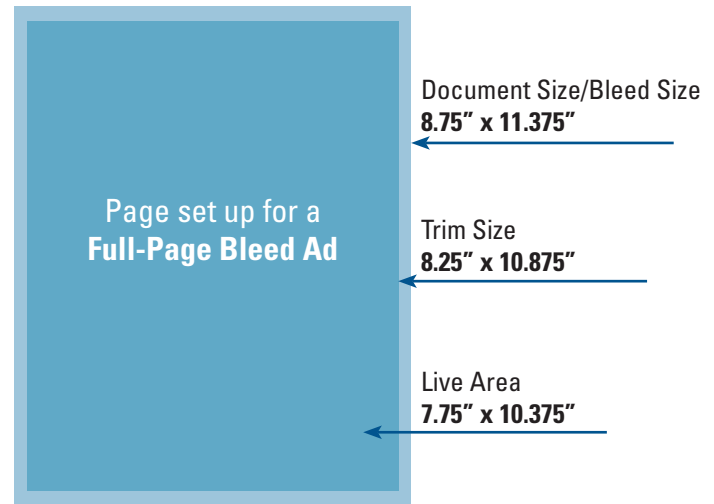 Document Size/Bleed Size
8.75” x 11.375”
Page set up for a
Full-Page Bleed Ad
Trim Size
8.25” x 10.875”
Live Area
7.75” x 10.375”